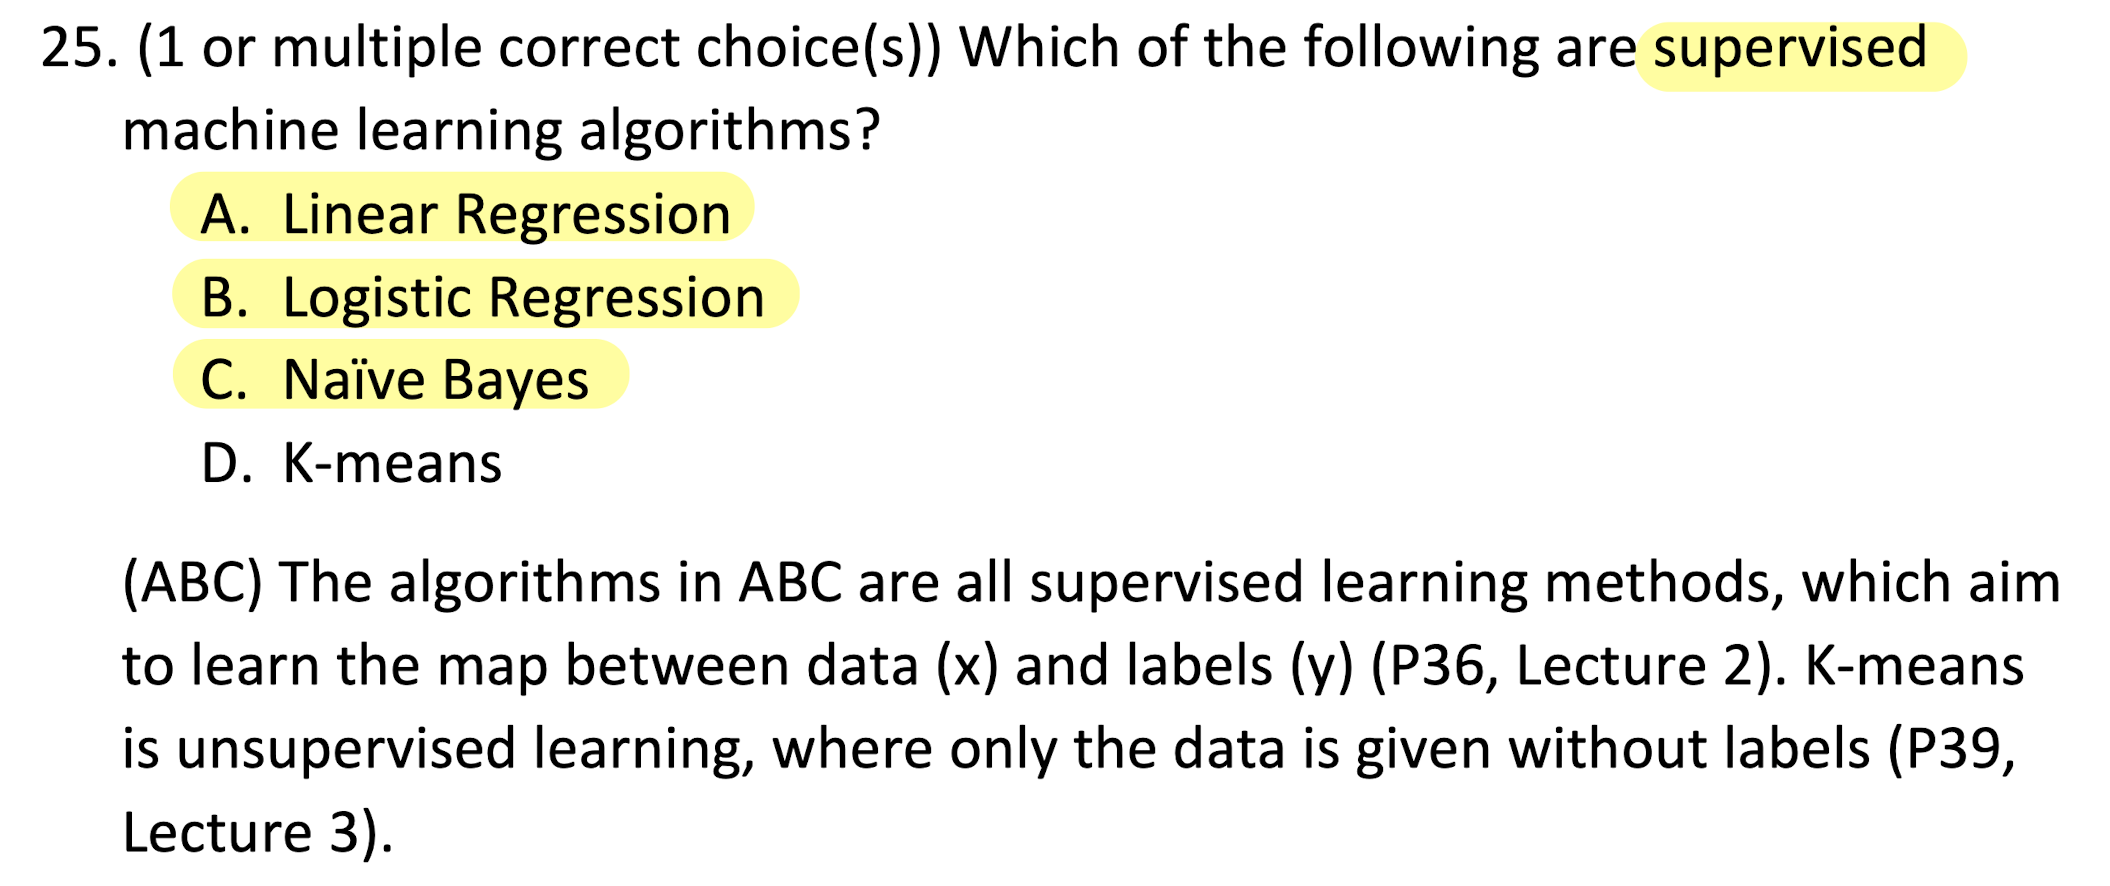 25. (1 or multiple correct choice(s)) Which of the following are supervised
machine learning algorithms?
A. Linear Regression
B. Logistic Regression
C. Naïve Bayes
D. K-means
(ABC) The algorithms in ABC are all supervised learning methods, which aim
to learn the map between data (x) and labels (y) (P36, Lecture 2). K-means
is unsupervised learning, where only the data is given without labels (P39,
Lecture 3).